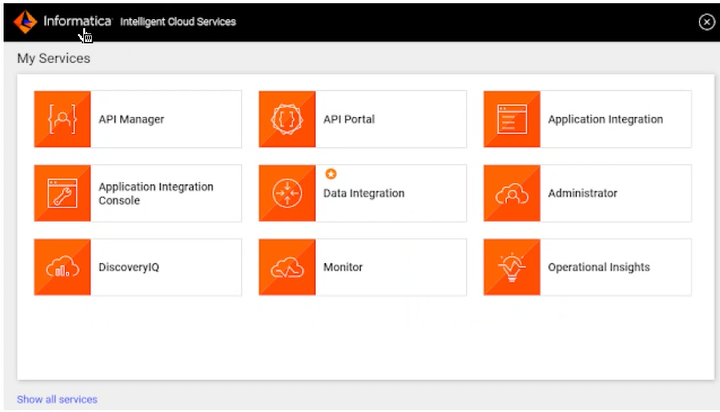 Informatica Intelligent Cloud Services
My Services
API Manager
API Portal
Application Integration
Application Integration
Console
Data Integration
Administrator
DiscoveryIQ
Monitor
Operational Insights
Show all services